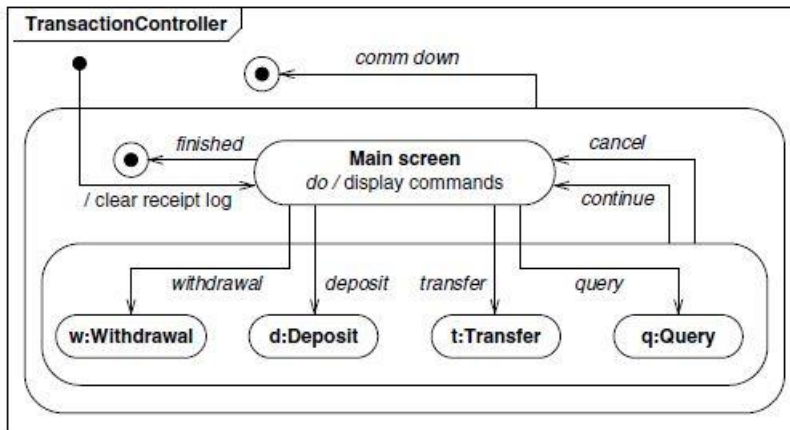 TransactionController
comm down
finished
Main screen
do / display commands
cancel
/ clear receipt log
continue
withdrawal
deposit
transfer
query
w:Withdrawal
d:Deposit
t:Transfer
q:Query